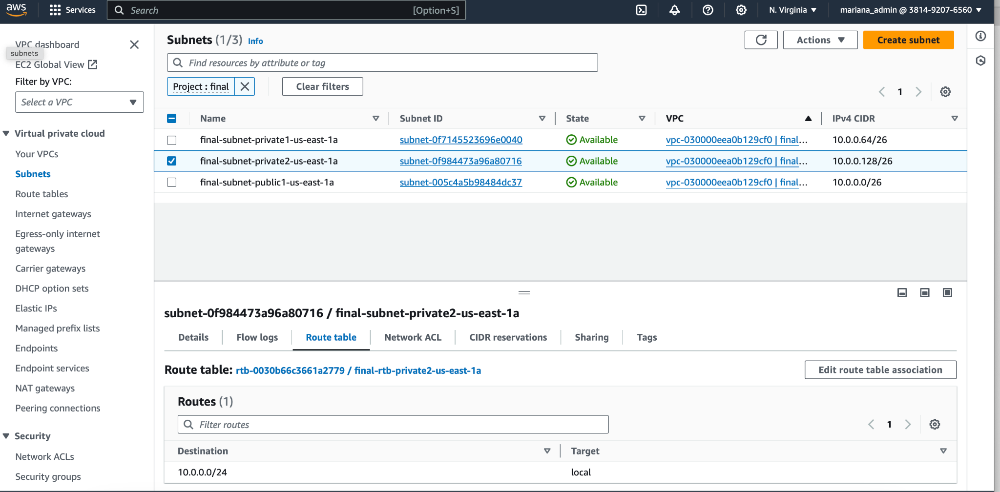 aws Services Search [Option+S] N. Virginia mariana_admin @ 3814-9207-6560
VPC dashboard
subnets
EC2 Global View
Filter by VPC:
Select a VPC
Virtual private cloud
Your VPCs
Subnets
Route tables
Internet gateways
Egress-only internet
gateways
Carrier gateways
DHCP option sets
Elastic IPs
Managed prefix lists
Endpoints
Endpoint services
NAT gateways
Peering connections
Security
Network ACLs
Security groups
Subnets (1/3) Info
Actions
Create subnet
Find resources by attribute or tag
Project : final
Clear filters
1
Name Subnet ID State VPC IPv4 CIDR
final-subnet-private1-us-east-1a subnet-0f7145523696e0040 Available vpc-030000eea0b129cf0 | final... 10.0.0.64/26
final-subnet-private2-us-east-1a subnet-0f984473a96a80716 Available vpc-030000eea0b129cf0 | final... 10.0.0.128/26
final-subnet-public1-us-east-1a subnet-005c4a5b98484dc37 Available vpc-030000eea0b129cf0 | final... 10.0.0.0/26
subnet-0f984473a96a80716 / final-subnet-private2-us-east-1a
Details Flow logs Route table Network ACL CIDR reservations Sharing Tags
Route table: rtb-0030b66c3661a2779 / final-rtb-private2-us-east-1a
Edit route table association
Routes (1)
Filter routes
1
Destination Target
10.0.0.0/24 local